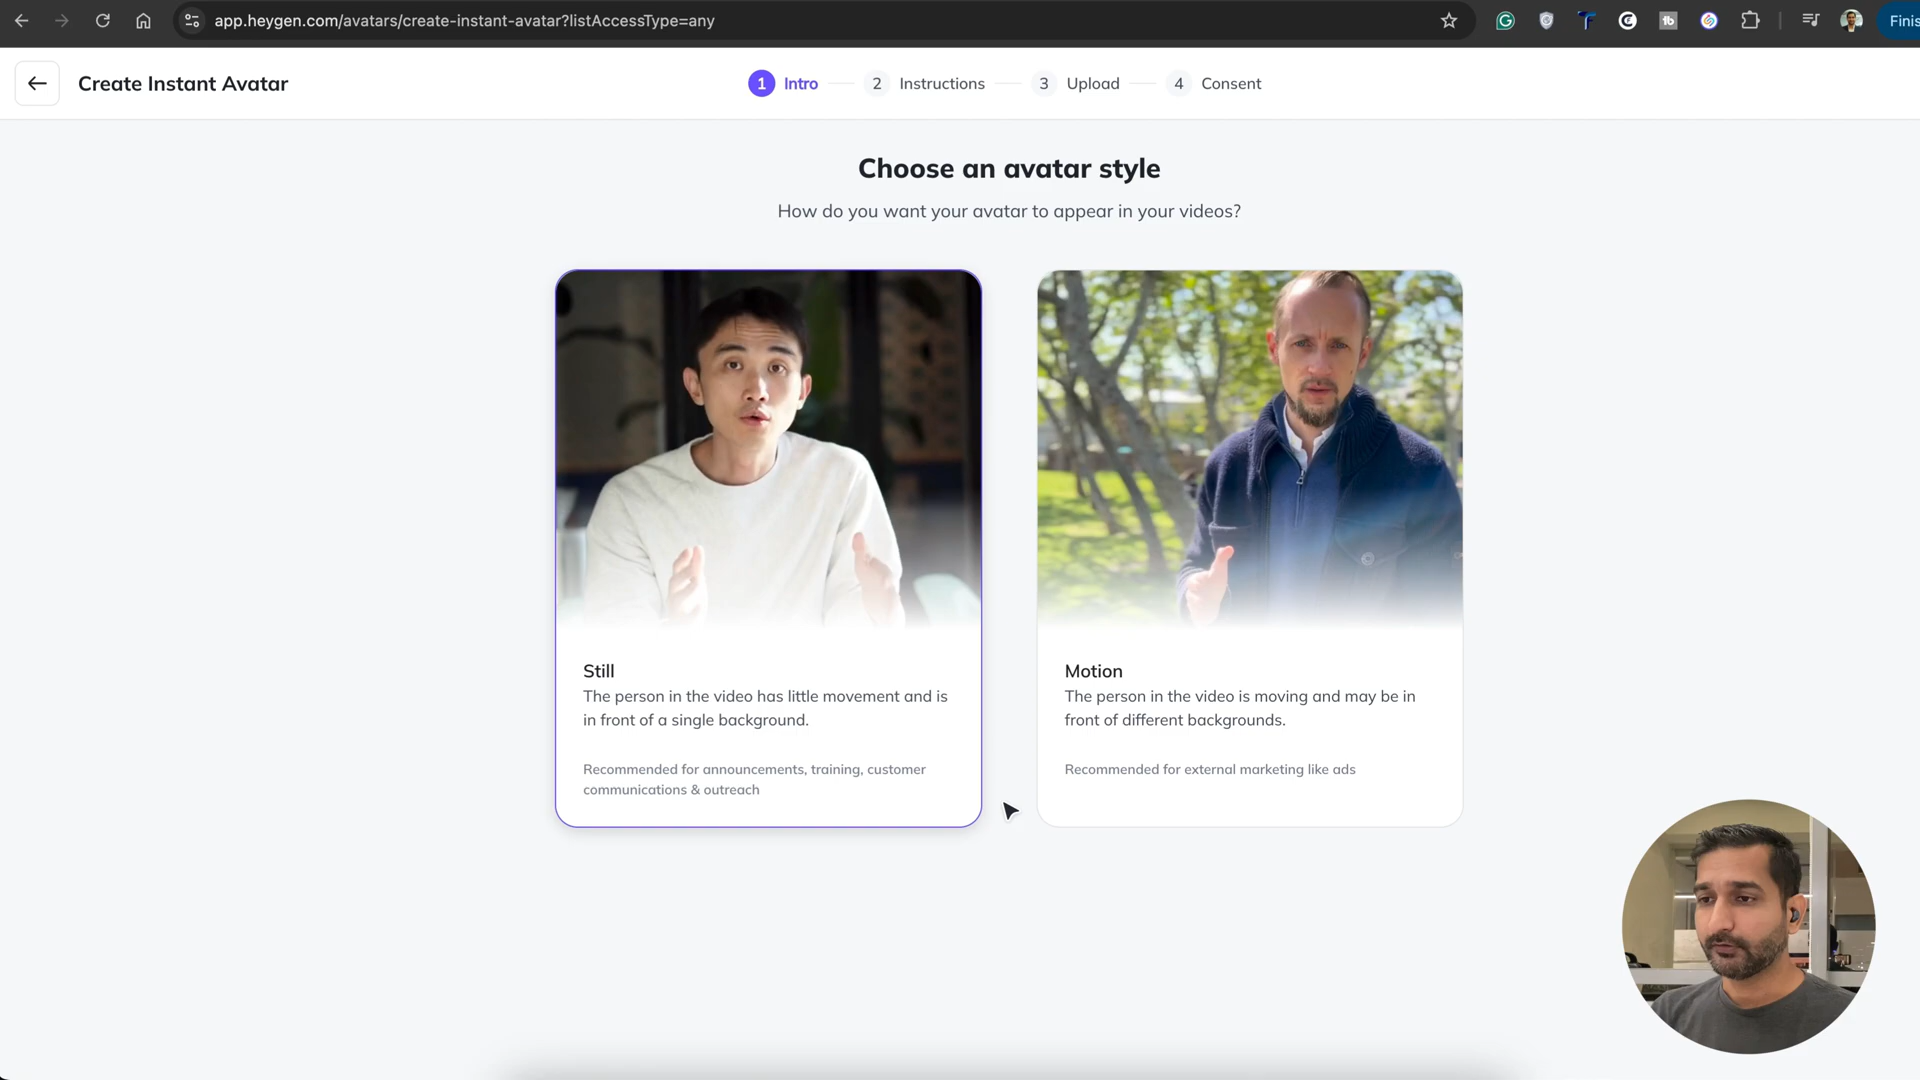 app.heygen.com/avatars/create-instant-avatar?listAccessType=any
Finis
Create Instant Avatar
1 Intro
2 Instructions
3 Upload
4 Consent
Choose an avatar style
How do you want your avatar to appear in your videos?
Still
The person in the video has little movement and is
in front of a single background.
Recommended for announcements, training, customer
communications & outreach
Motion
The person in the video is moving and may be in
front of different backgrounds.
Recommended for external marketing like ads